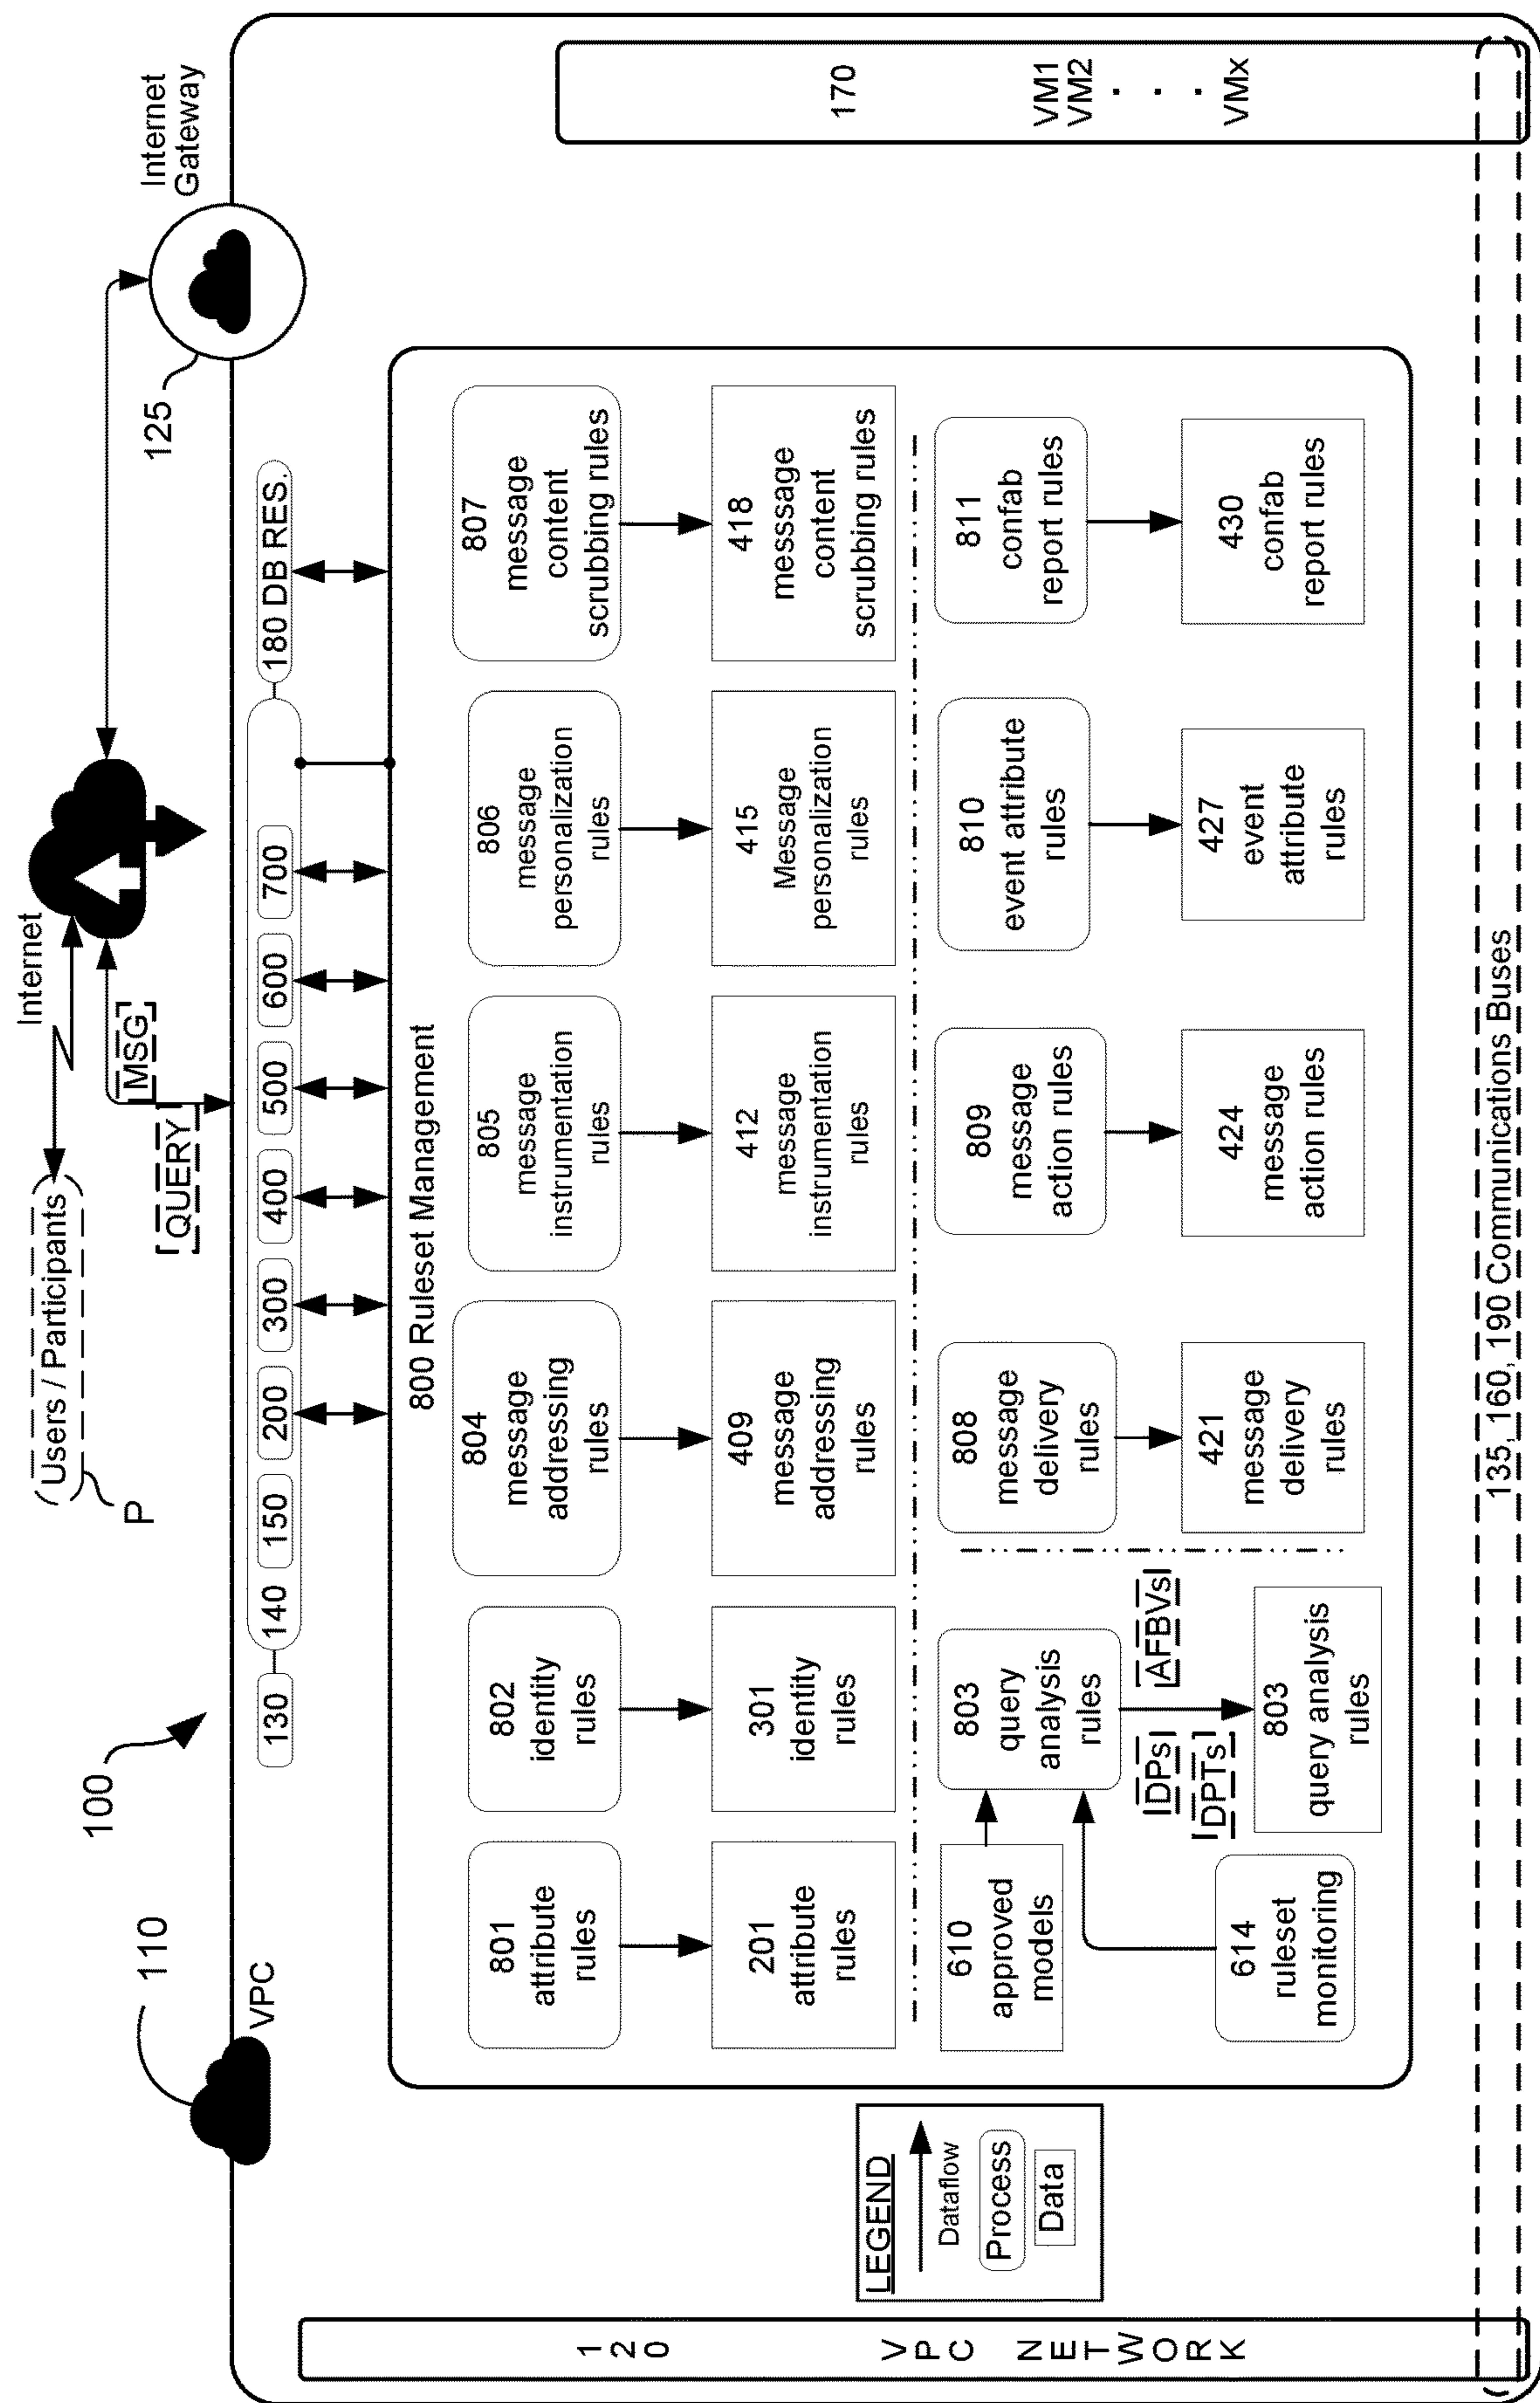 100
110
VPC
Users / Participants
P
Internet
MSG
QUERY
Internet
Gateway
125
130
140
150
200
300
400
500
600
700
180 DB RES.
120
VPC NETWORK
800 Ruleset Management
801
attribute
rules
802
identity
rules
804
message
addressing
rules
805
message
instrumentation
rules
806
message
personalization
rules
807
message
content
scrubbing rules
201
attribute
rules
301
identity
rules
409
message
addressing
rules
412
message
instrumentation
rules
415
Message
personalization
rules
418
messsage
content
scrubbing rules
610
approved
models
614
ruleset
monitoring
803
query
analysis
rules
DPs
DPTs
AFBVs
803
query analysis
rules
808
message
delivery
rules
809
message
action rules
810
event attribute
rules
811
confab
report rules
421
message
delivery
rules
424
message
action rules
427
event
attribute
rules
430
confab
report rules
LEGEND
Dataflow
Process
Data
170
VM1
VM2
.
.
.
VMx
135, 160, 190 Communications Buses